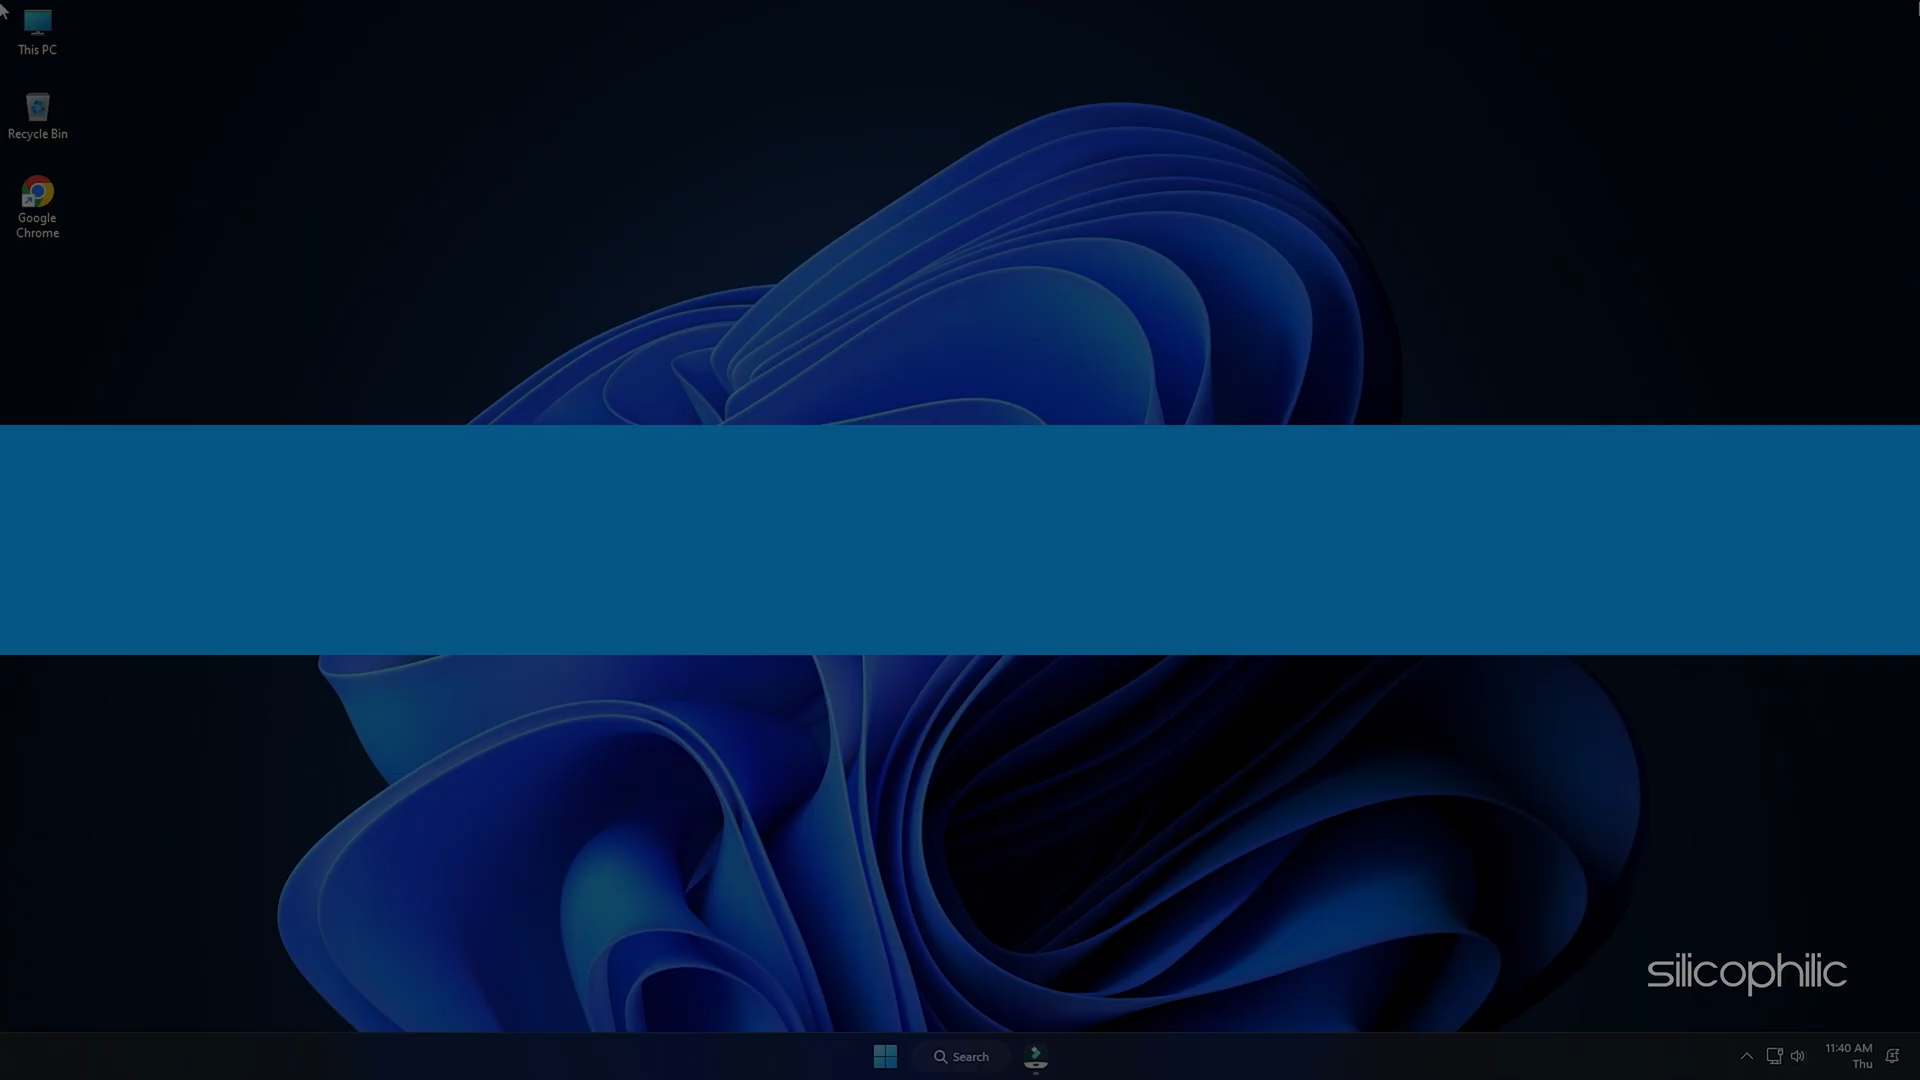 This PC
Recycle Bin
Google
Chrome
silicophilic
Search
11:40 AM
Thu